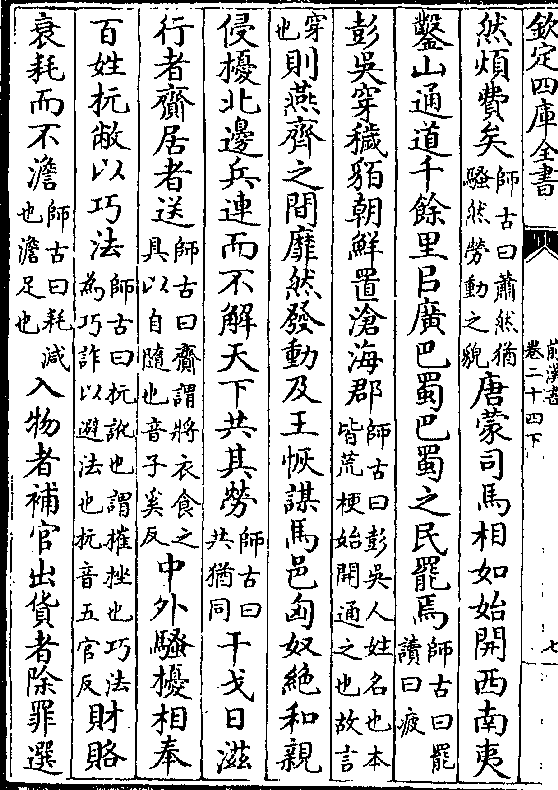 欽定四庫全書
前漢書
卷二十四下
七
然煩費矣師古曰蕭然猶騷然勞動之貌唐蒙司馬相如始開西南夷
鑿山通道千餘里㠯廣巴蜀巴蜀之民罷焉師古曰罷讀曰疲
彭吳穿穢貊朝鮮置滄海郡師古曰彭吳人姓名也本皆荒梗始開通之也故言
穿也則燕齊之間靡然發動及王恢謀馬邑匈奴絶和親
侵擾北邊兵連而不解天下共其勞師古曰共猶同干戈日滋
行者齎居者送師古曰齎謂將衣食之具以自隨也音子奚反中外騷擾相奉
百姓抏敝以巧法師古曰抏訛也謂摧挫也巧法為巧詐以避法也抏音五官反財賂
衰耗而不澹師古曰耗減也澹足也入物者補官出貨者除罪選